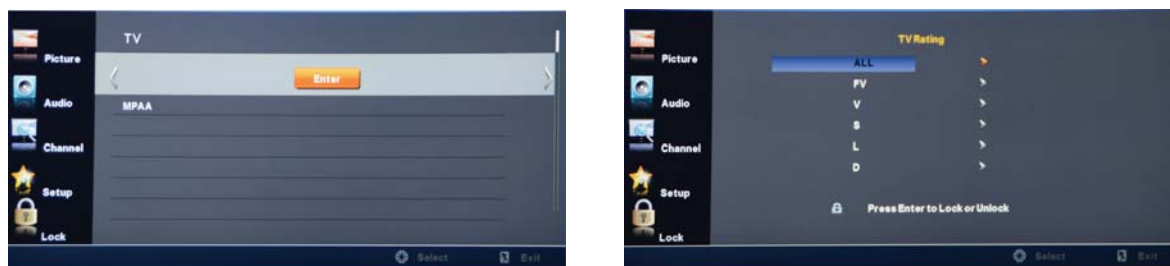 TV
Picture
Enter
Audio
MPAA
Channel
Setup
Lock
Select Exit
TV Rating
Picture
ALL
FV
Audio
V
S
Channel
L
D
Setup
Press Enter to Lock or Unlock
Lock
Select Exit